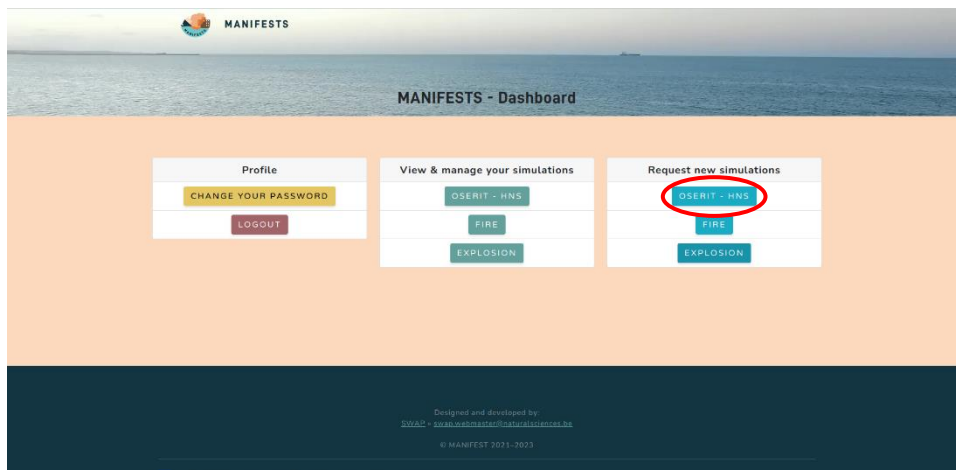 MANIFESTS
MANIFESTS - Dashboard
Profile
CHANGE YOUR PASSWORD
LOGOUT
View & manage your simulations
OSERIT - HNS
FIRE
EXPLOSION
Request new simulations
OSERIT - HNS
FIRE
EXPLOSION
Designed and developed by:
SWAP - swap.webmaster@naturalsciences.be
© MANIFEST 2021-2023